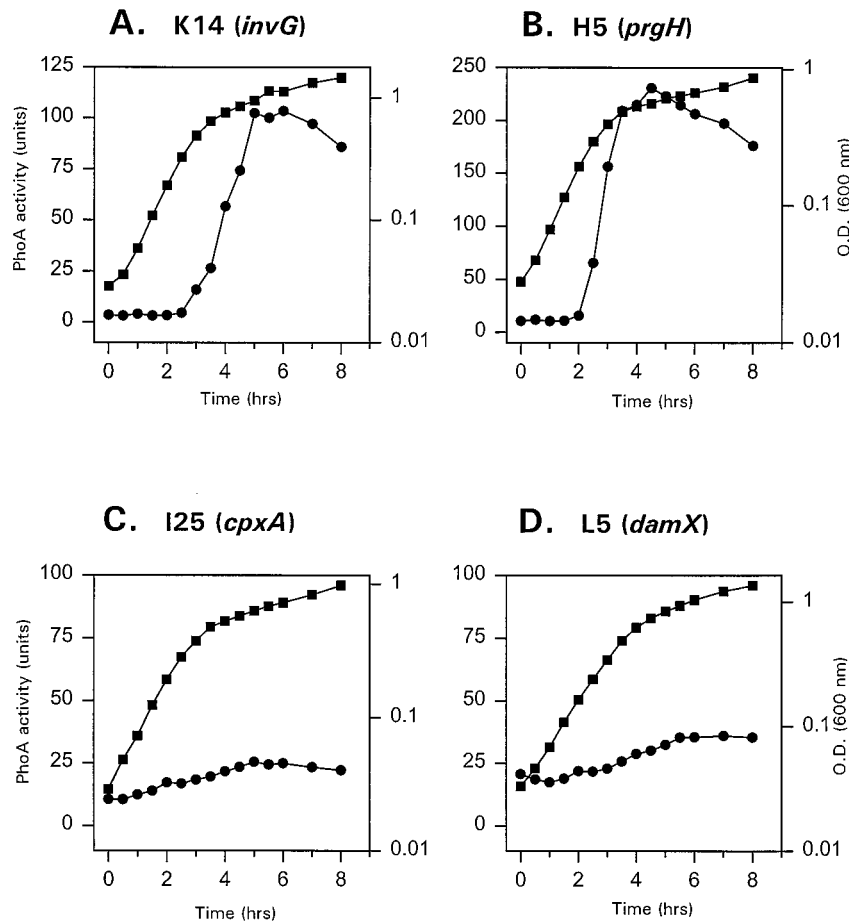 A. K14 (invG)
B. H5 (prgH)
125
100
75
50
25
0
PhoA activity (units)
1
0.1
0.01
0 2 4 6 8
Time (hrs)
250
200
150
100
50
0
1
0.1
0.01
O.D. (600 nm)
0 2 4 6 8
Time (hrs)
C. I25 (cpxA)
D. L5 (damX)
100
75
50
25
0
PhoA activity (units)
1
0.1
0.01
0 2 4 6 8
Time (hrs)
100
75
50
25
0
1
0.1
0.01
O.D. (600 nm)
0 2 4 6 8
Time (hrs)